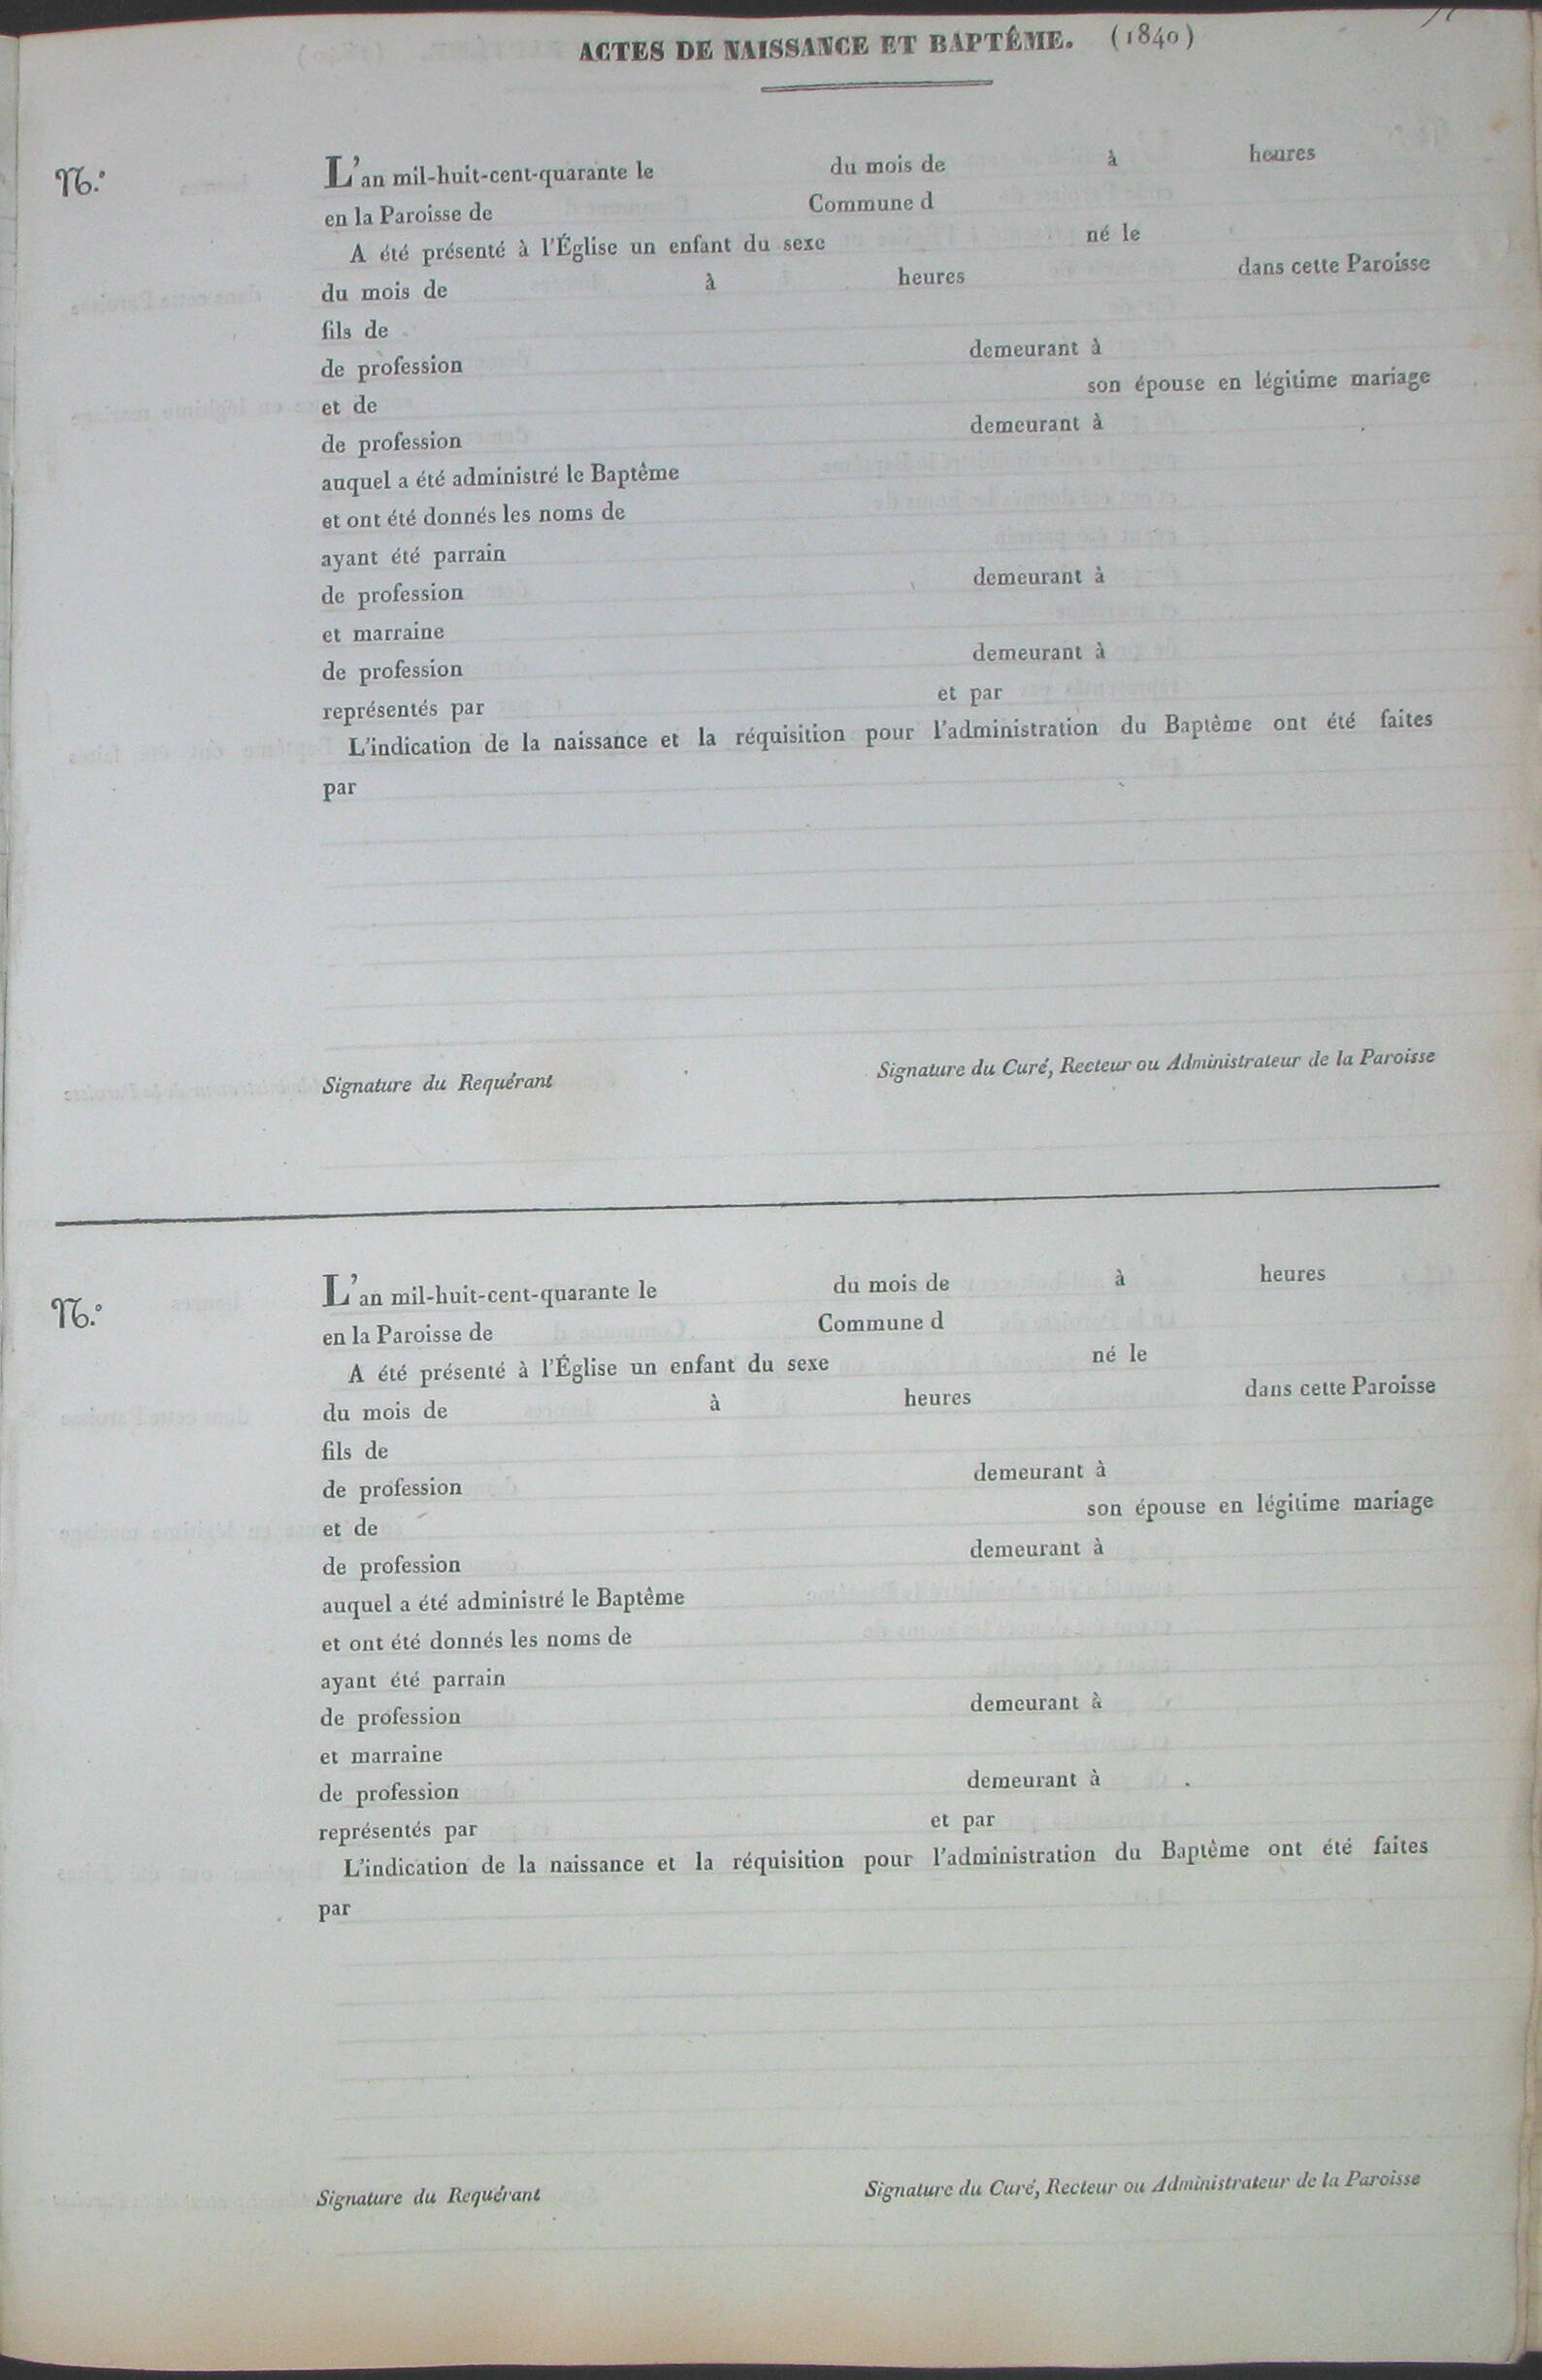 ACTES DE NAISSANCE ET BAPTÊME. (1840)
N.º
L'an mil-huit-cent-quarante le du mois de à heures
en la Paroisse de Commune d
A été présenté à l'Église un enfant du sexe né le
du mois de à heures dans cette Paroisse
fils de
de profession demeurant à
et de son épouse en légitime mariage
de profession demeurant à
auquel a été administré le Baptême
et ont été donnés les noms de
ayant été parrain
de profession demeurant à
et marraine
de profession demeurant à
représentés par et par
L'indication de la naissance et la réquisition pour l'administration du Baptême ont été faites
par
Signature du Requérant Signature du Curé, Recteur ou Administrateur de la Paroisse
N.º
L'an mil-huit-cent-quarante le du mois de à heures
en la Paroisse de Commune d
A été présenté à l'Église un enfant du sexe né le
du mois de à heures dans cette Paroisse
fils de
de profession demeurant à
et de son épouse en légitime mariage
de profession demeurant à
auquel a été administré le Baptême
et ont été donnés les noms de
ayant été parrain
de profession demeurant à
et marraine
de profession demeurant à
représentés par et par
L'indication de la naissance et la réquisition pour l'administration du Baptême ont été faites
par
Signature du Requérant Signature du Curé, Recteur ou Administrateur de la Paroisse